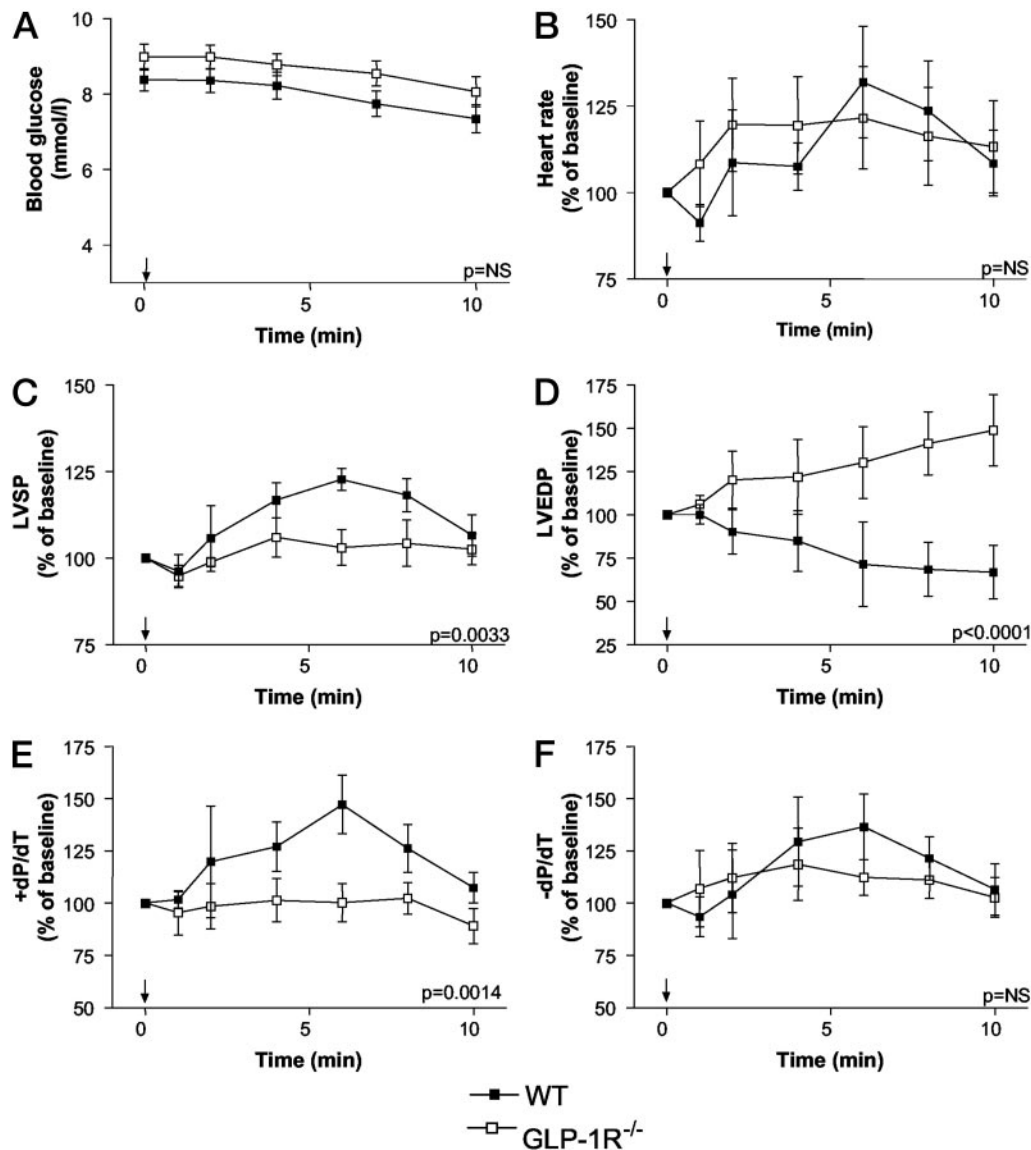 A
Blood glucose
(mmol/l)
10
8
6
4
p=NS
0
5
10
Time (min)
B
Heart rate
(% of baseline)
150
125
100
75
p=NS
0
5
10
Time (min)
C
LVSP
(% of baseline)
150
125
100
75
p=0.0033
0
5
10
Time (min)
D
LVEDP
(% of baseline)
175
150
125
100
75
50
25
p<0.0001
0
5
10
Time (min)
E
+dP/dT
(% of baseline)
175
150
125
100
75
50
p=0.0014
0
5
10
Time (min)
F
-dP/dT
(% of baseline)
175
150
125
100
75
50
p=NS
0
5
10
Time (min)
WT
GLP-1R-/-